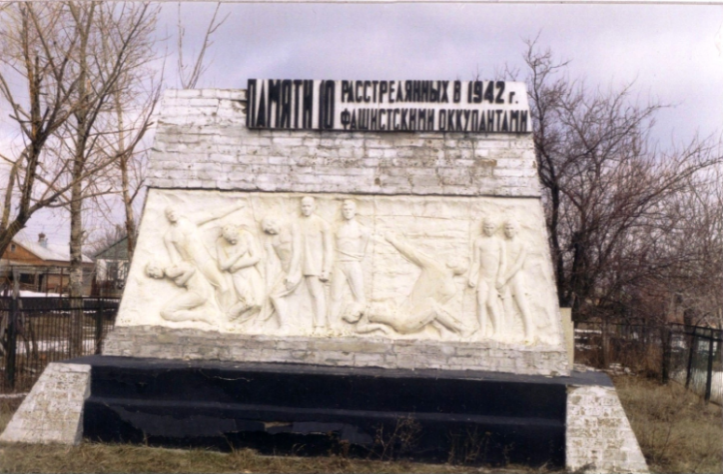 ПАМЯТИ 10 РАССТРЕЛЯННЫХ В 1942 г.
ФАШИСТСКИМИ ОККУПАНТАМИ